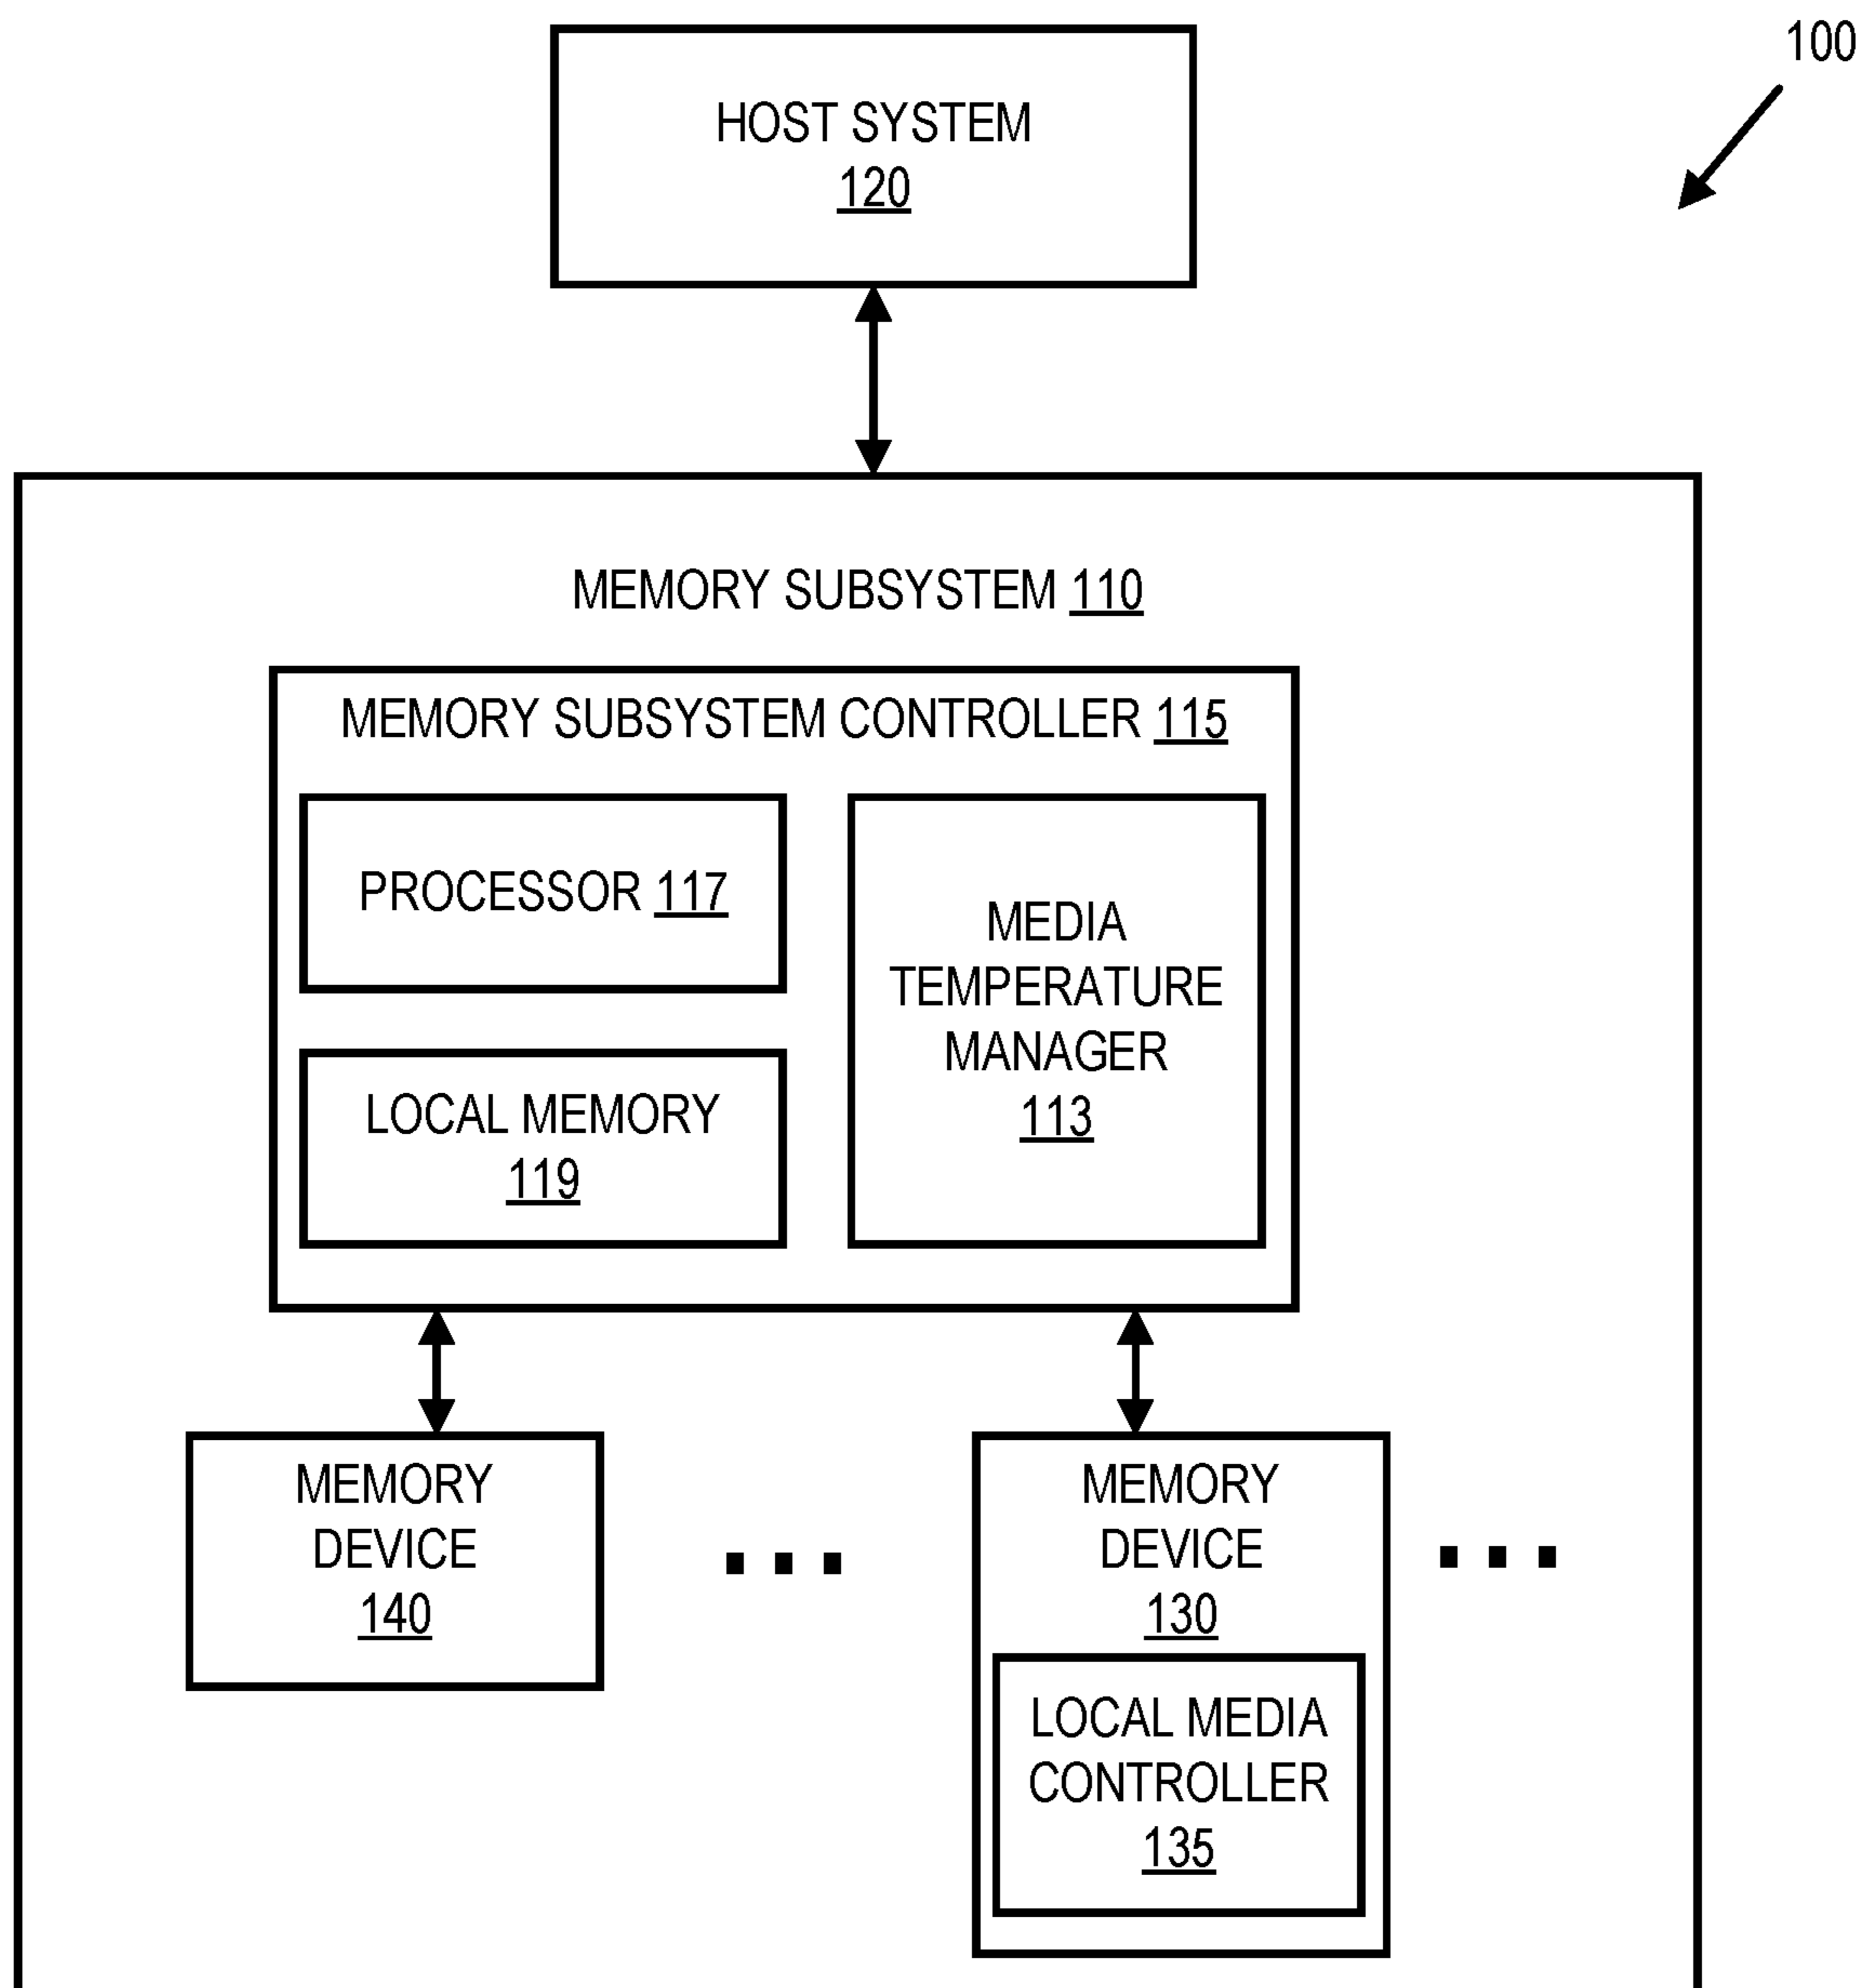 100
HOST SYSTEM
120
MEMORY SUBSYSTEM 110
MEMORY SUBSYSTEM CONTROLLER 115
PROCESSOR 117
LOCAL MEMORY
119
MEDIA
TEMPERATURE
MANAGER
113
MEMORY
DEVICE
140
MEMORY
DEVICE
130
LOCAL MEDIA
CONTROLLER
135